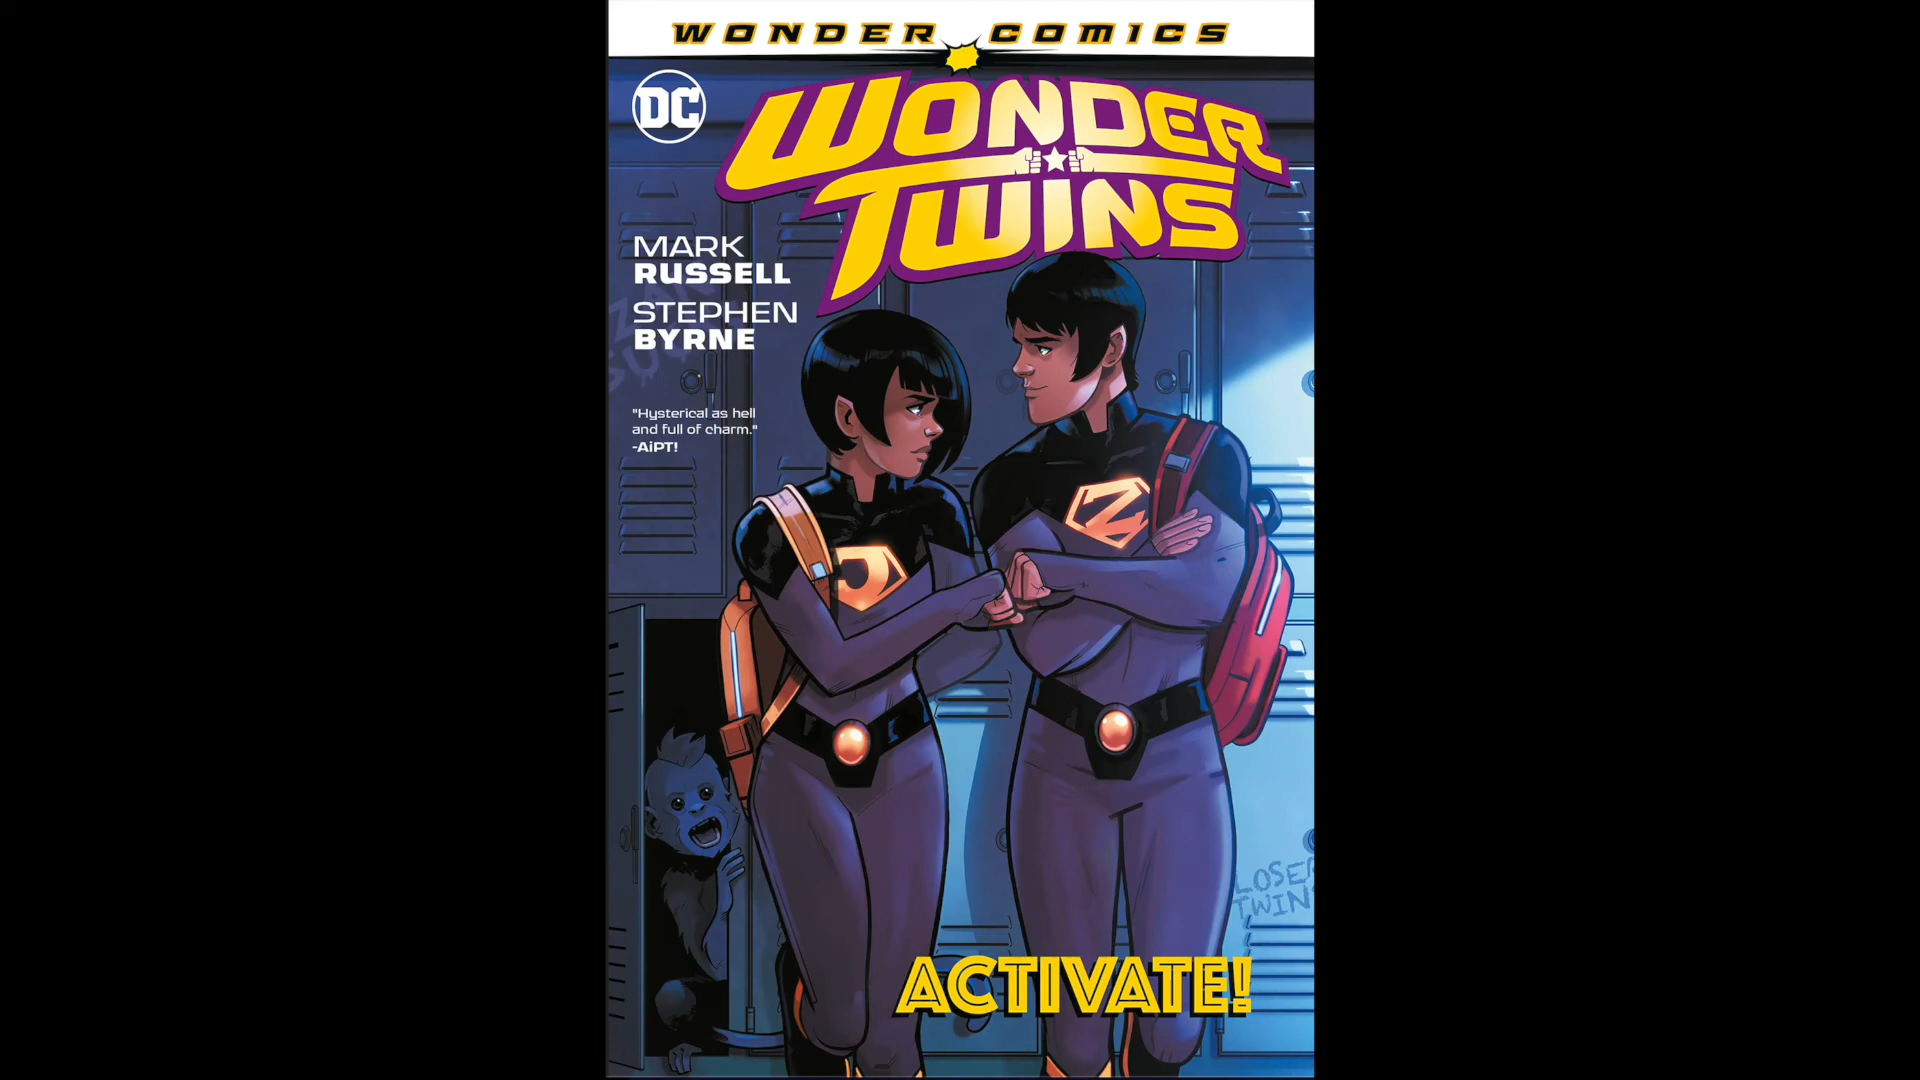 WONDER COMICS
DC
WONDER
TWINS
MARK
RUSSELL
STEPHEN
BYRNE
"Hysterical as hell
and full of charm."
-AiPT!
J
Z
LOSER
TWIN
ACTIVATE!